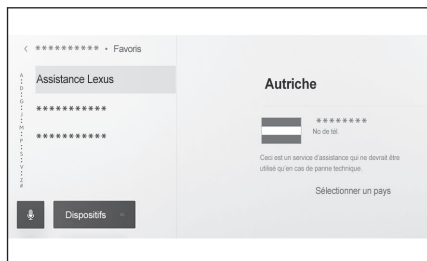 < ********** • Favoris
A
D
G
J
M
P
S
V
Z
#
Assistance Lexus
***********
***********
Dispositifs
Autriche
********
No de tél.
Ceci est un service d'assistance qui ne devrait être
utilisé qu'en cas de panne technique.
Sélectionner un pays